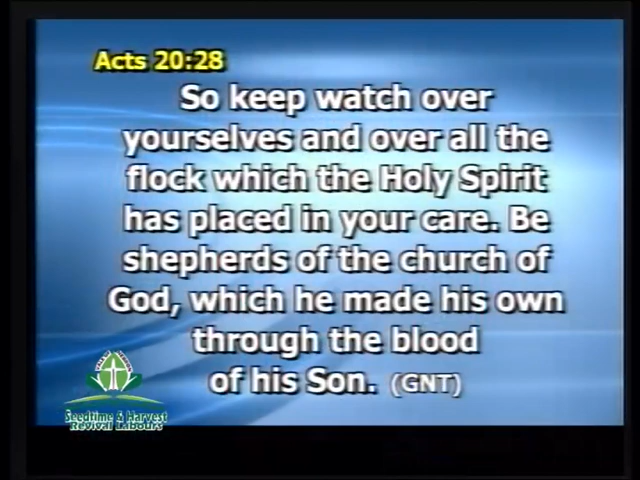 Acts 20:28
So keep watch over
yourselves and over all the
flock which the Holy Spirit
has placed in your care. Be
shepherds of the church of
God, which he made his own
through the blood
of his Son. (GNT)
Seedtime & Harvest
Revival Labours